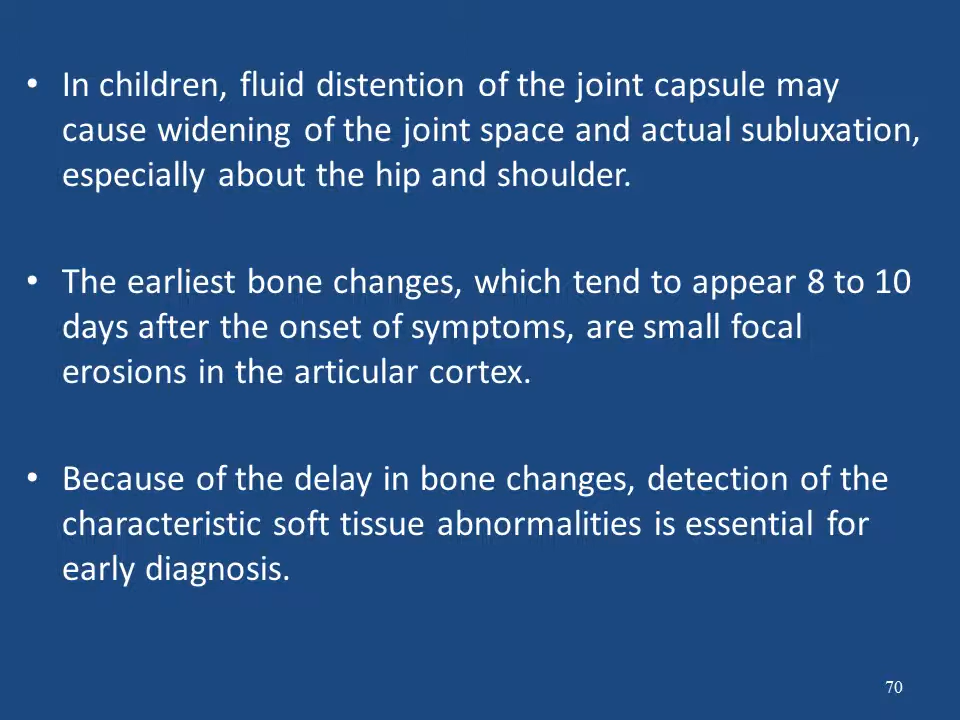 • In children, fluid distention of the joint capsule may
cause widening of the joint space and actual subluxation,
especially about the hip and shoulder.
• The earliest bone changes, which tend to appear 8 to 10
days after the onset of symptoms, are small focal
erosions in the articular cortex.
• Because of the delay in bone changes, detection of the
characteristic soft tissue abnormalities is essential for
early diagnosis.
70